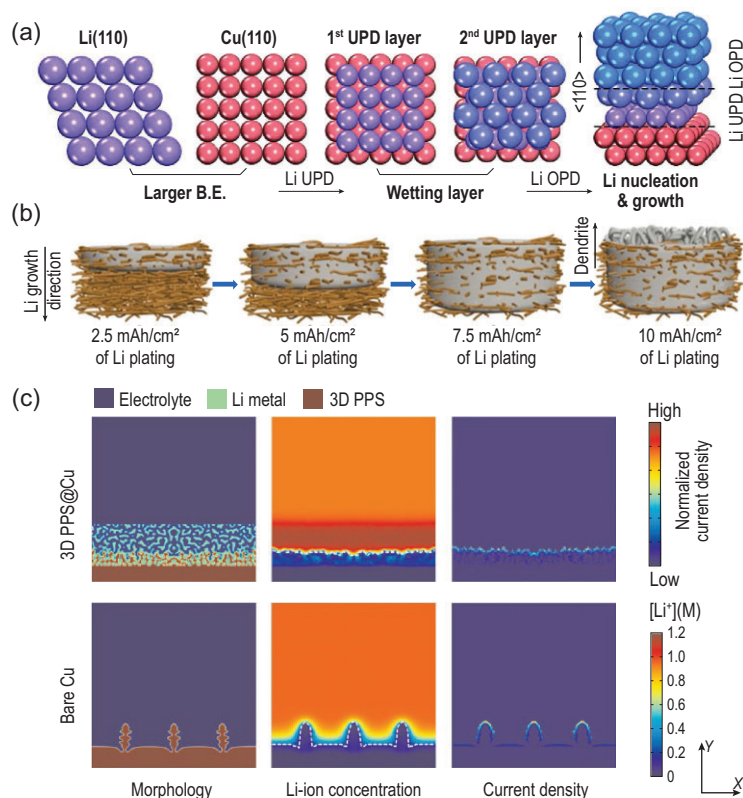 (a)
Li(110)
Cu(110)
1st UPD layer
2nd UPD layer
<110>
Li UPD Li OPD
Larger B.E.
Li UPD
Wetting layer
Li OPD
Li nucleation
& growth
(b)
Li growth
direction
Dendrite
2.5 mAh/cm²
of Li plating
5 mAh/cm²
of Li plating
7.5 mAh/cm²
of Li plating
10 mAh/cm²
of Li plating
(c)
Electrolyte
Li metal
3D PPS
3D PPS@Cu
High
Normalized
current density
Low
Bare Cu
[Li⁺](M)
1.2
1.0
0.8
0.6
0.4
0.2
0
Y
X
Morphology
Li-ion concentration
Current density